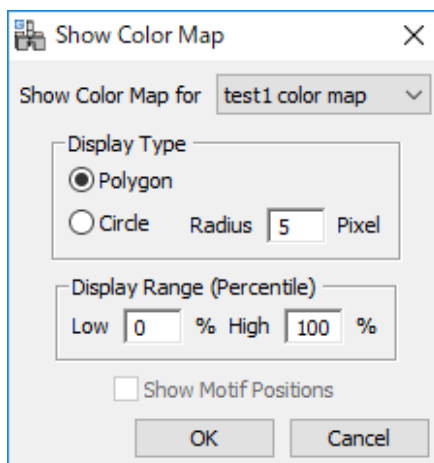 Show Color Map
Show Color Map for test1 color map
Display Type
Polygon
Circle Radius 5 Pixel
Display Range (Percentile)
Low 0 % High 100 %
Show Motif Positions
OK Cancel